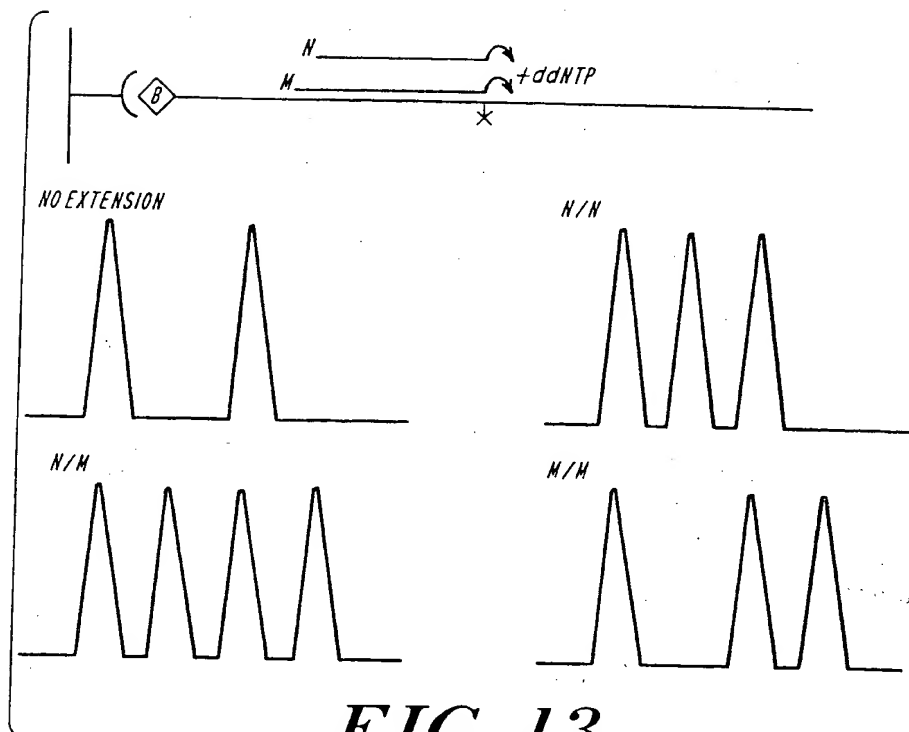 N
M
+ddNTP
B
NO EXTENSION
N/N
N/M
M/M
FIG. 13